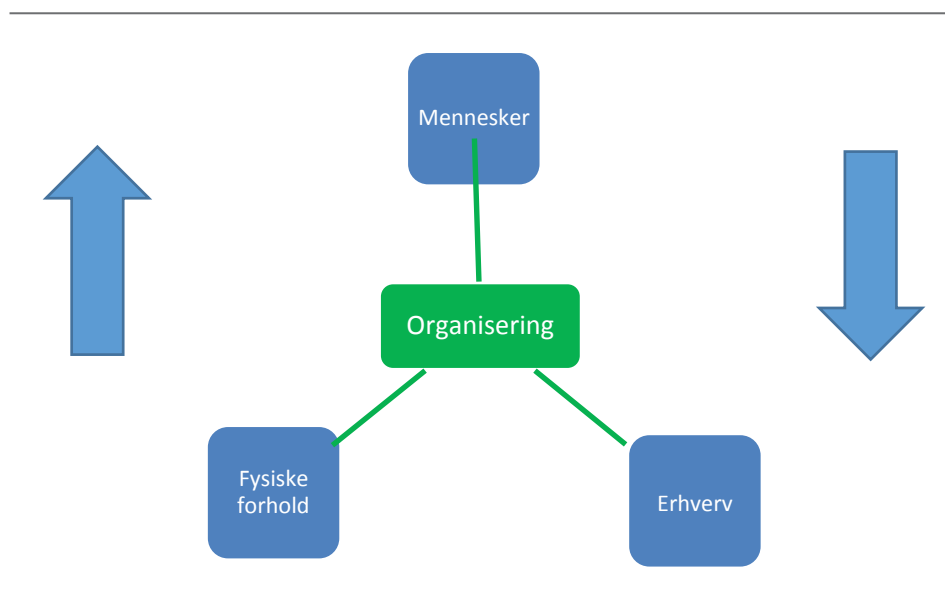 Mennesker
Organisering
Fysiske
forhold
Erhverv